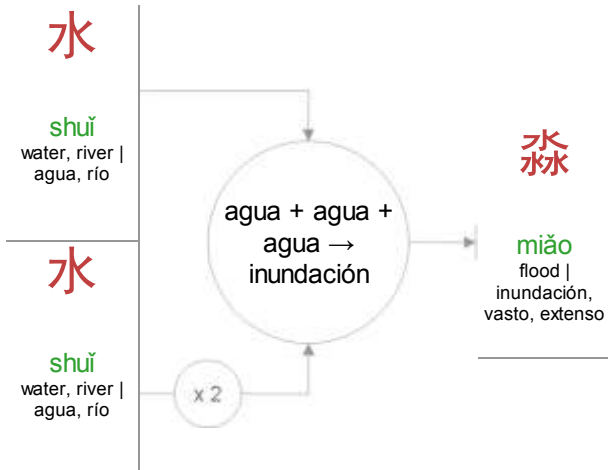 水
shuǐ
water, river |
agua, río
水
shuǐ
water, river |
agua, río
x 2
agua + agua +
agua →
inundación
淼
miǎo
flood |
inundación,
vasto, extenso